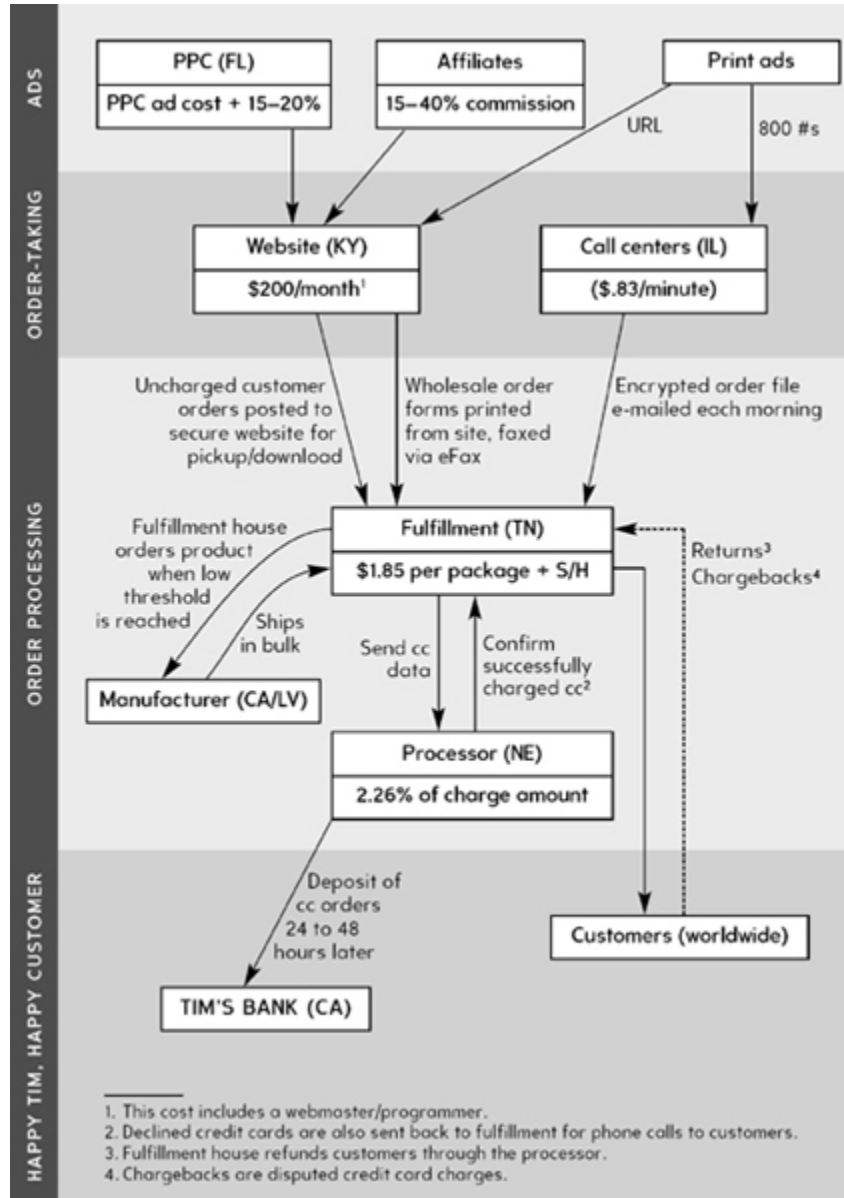 ADS
PPC (FL)
PPC ad cost + 15–20%
Affiliates
15–40% commission
Print ads
URL
800 #s
ORDER-TAKING
Website (KY)
$200/month¹
Call centers (IL)
($.83/minute)
ORDER PROCESSING
Uncharged customer
orders posted to
secure website for
pickup/download
Wholesale order
forms printed
from site, faxed
via eFax
Encrypted order file
e-mailed each morning
Fulfillment (TN)
$1.85 per package + S/H
Fulfillment house
orders product
when low
threshold
is reached
Ships
in bulk
Returns³
Chargebacks⁴
Manufacturer (CA/LV)
Send cc
data
Confirm
successfully
charged cc²
Processor (NE)
2.26% of charge amount
HAPPY TIM, HAPPY CUSTOMER
Deposit of
cc orders
24 to 48
hours later
Customers (worldwide)
TIM'S BANK (CA)
1. This cost includes a webmaster/programmer.
2. Declined credit cards are also sent back to fulfillment for phone calls to customers.
3. Fulfillment house refunds customers through the processor.
4. Chargebacks are disputed credit card charges.